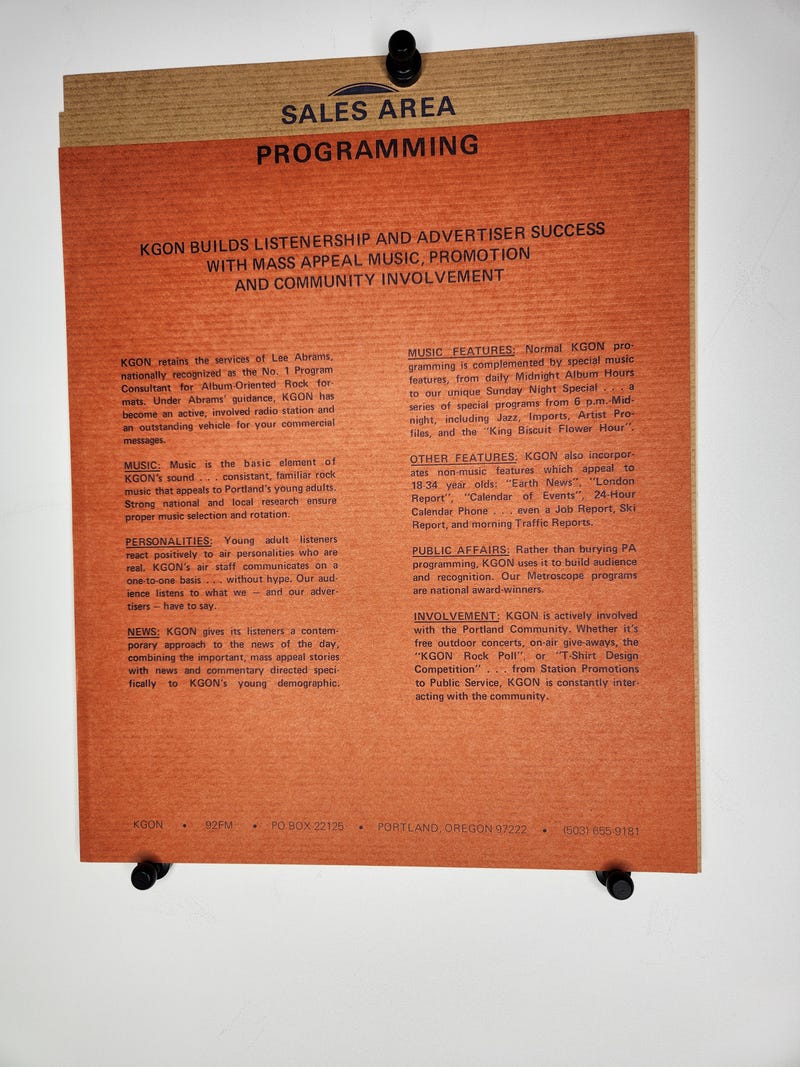 SALES AREA
PROGRAMMING
KGON BUILDS LISTENERSHIP AND ADVERTISER SUCCESS
WITH MASS APPEAL MUSIC, PROMOTION
AND COMMUNITY INVOLVEMENT
KGON retains the services of Lee Abrams,
nationally recognized as the No. 1 Program
Consultant for Album-Oriented Rock for-
mats. Under Abrams' guidance, KGON has
become an active, involved radio station and
an outstanding vehicle for your commercial
messages.
MUSIC: Music is the basic element of
KGON's sound . . . consistant, familiar rock
music that appeals to Portland's young adults.
Strong national and local research ensure
proper music selection and rotation.
PERSONALITIES: Young adult listeners
react positively to air personalities who are
real. KGON's air staff communicates on a
one-to-one basis . . . without hype. Our aud-
ience listens to what we — and our adver-
tisers — have to say.
NEWS: KGON gives its listeners a contem-
porary approach to the news of the day,
combining the important, mass appeal stories
with news and commentary directed speci-
fically to KGON's young demographic.
MUSIC FEATURES: Normal KGON pro-
gramming is complemented by special music
features, from daily Midnight Album Hours
to our unique Sunday Night Special . . . a
series of special programs from 6 p.m.-Mid-
night, including Jazz, Imports, Artist Pro-
files, and the "King Biscuit Flower Hour".
OTHER FEATURES: KGON also incorpor-
ates non-music features which appeal to
18-34 year olds: "Earth News", "London
Report", "Calendar of Events", 24-Hour
Calendar Phone . . . even a Job Report, Ski
Report, and morning Traffic Reports.
PUBLIC AFFAIRS: Rather than burying PA
programming, KGON uses it to build audience
and recognition. Our Metroscope programs
are national award-winners.
INVOLVEMENT: KGON is actively involved
with the Portland Community. Whether it's
free outdoor concerts, on-air give-aways, the
"KGON Rock Poll", or "T-Shirt Design
Competition" . . . from Station Promotions
to Public Service, KGON is constantly inter-
acting with the community.
KGON • 92FM • PO BOX 22125 • PORTLAND, OREGON 97222 • (503) 655-9181